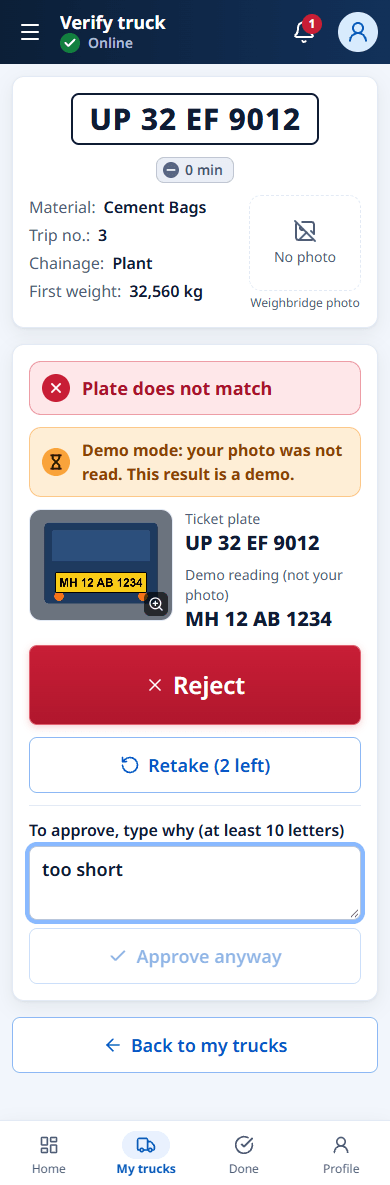 Verify truck
Online
1
UP 32 EF 9012
0 min
Material: Cement Bags
Trip no.: 3
Chainage: Plant
First weight: 32,560 kg
No photo
Weighbridge photo
Plate does not match
Demo mode: your photo was not
read. This result is a demo.
MH 12 AB 1234
Ticket plate
UP 32 EF 9012
Demo reading (not your
photo)
MH 12 AB 1234
Reject
Retake (2 left)
To approve, type why (at least 10 letters)
too short
Approve anyway
Back to my trucks
Home
My trucks
Done
Profile